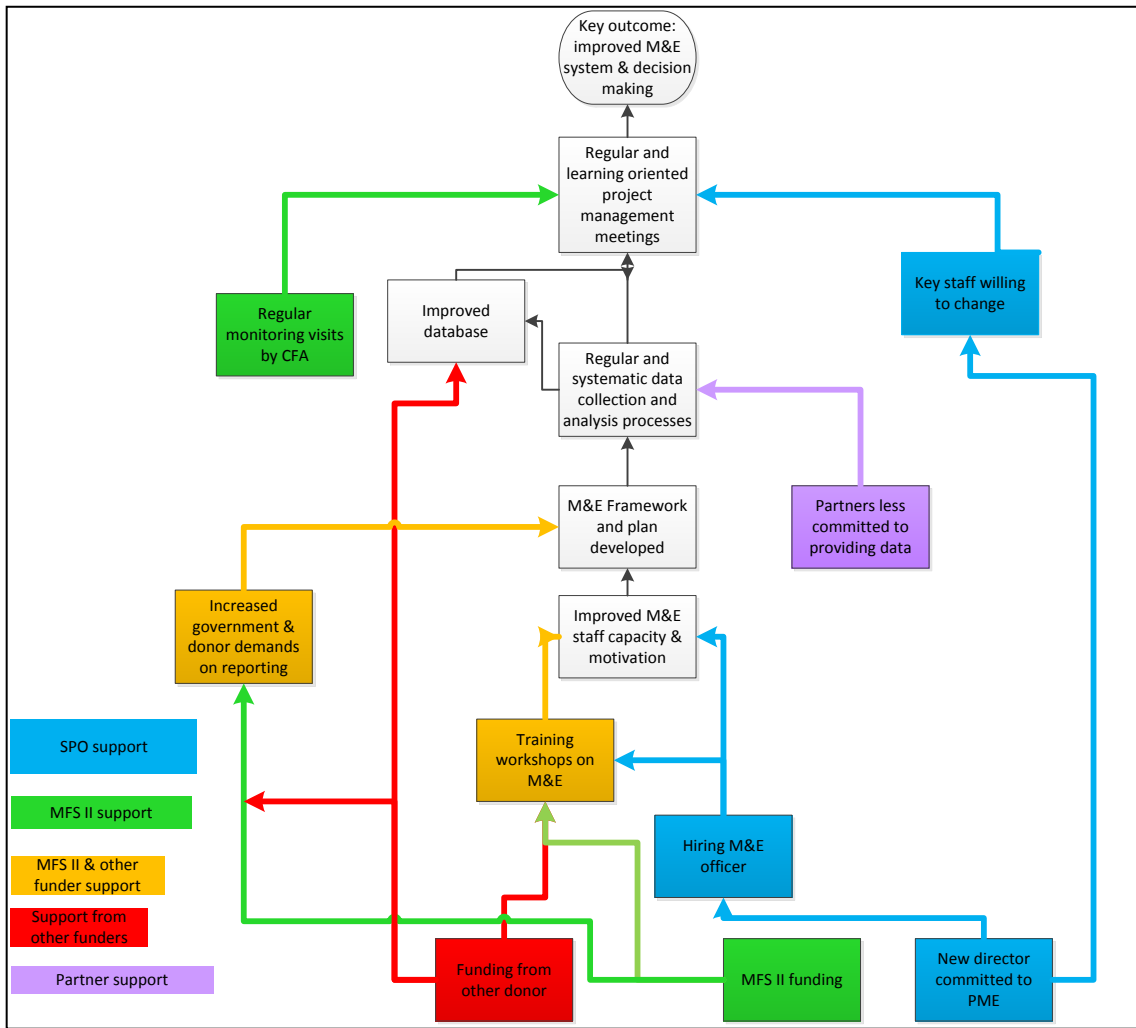 Key outcome:
improved M&E
system & decision
making
Regular and
learning oriented
project
management
meetings
Regular
monitoring visits
by CFA
Improved
database
Key staff willing
to change
Regular and
systematic data
collection and
analysis processes
M&E Framework
and plan
developed
Partners less
committed to
providing data
Increased
government &
donor demands
on reporting
Improved M&E
staff capacity &
motivation
Training
workshops on
M&E
SPO support
MFS II support
MFS II & other
funder support
Support from
other funders
Partner support
Hiring M&E
officer
Funding from
other donor
MFS II funding
New director
committed to
PME